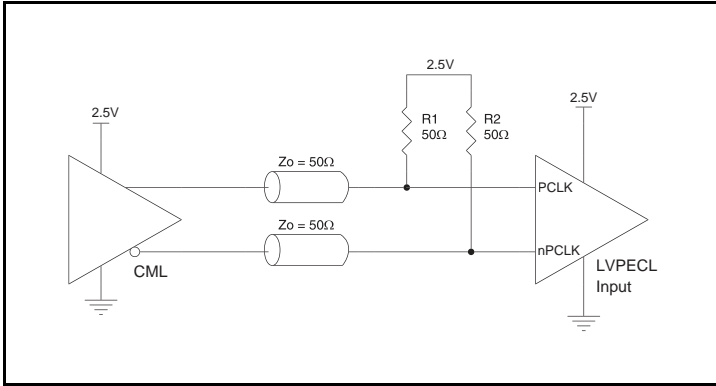 2.5V
2.5V
2.5V
R1
50Ω
R2
50Ω
Zo = 50Ω
PCLK
Zo = 50Ω
nPCLK
CML
LVPECL
Input